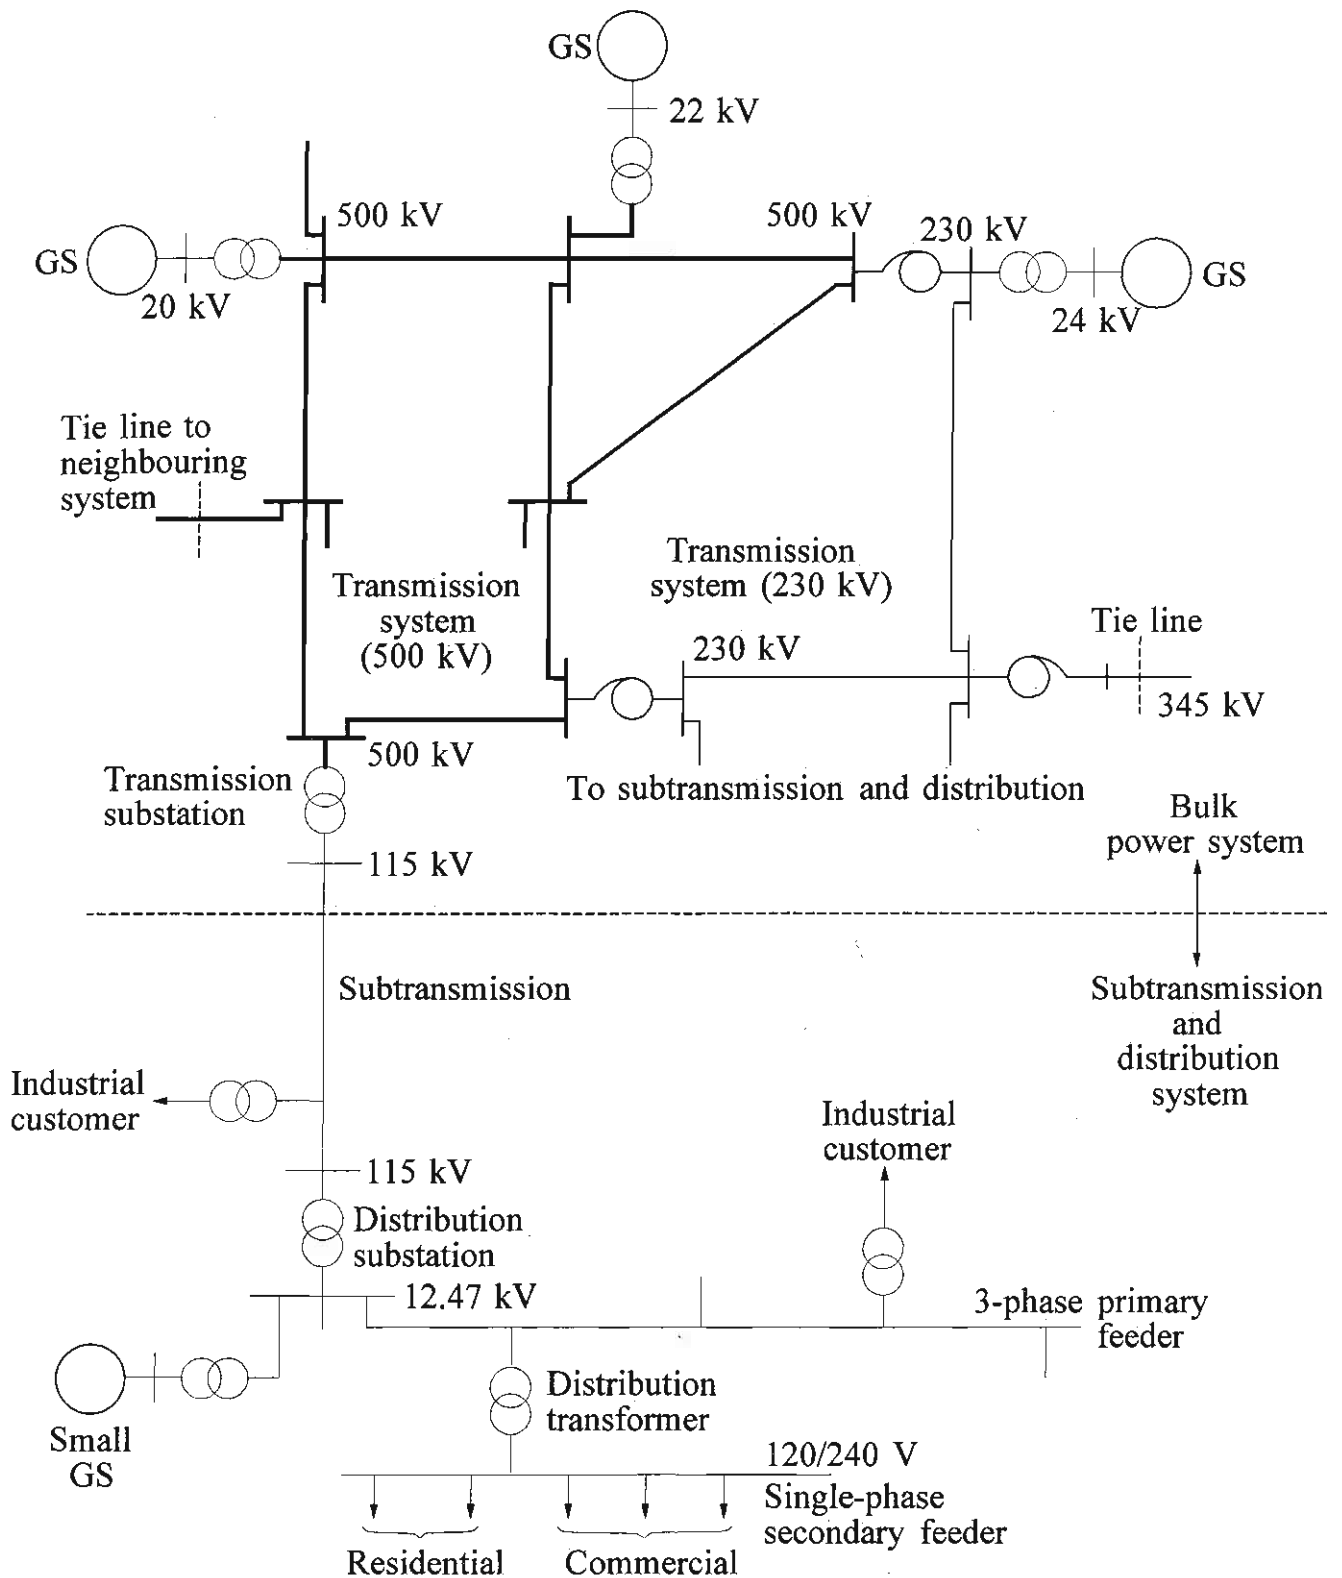 GS
22 kV
500 kV
500 kV
230 kV
GS
GS
20 kV
24 kV
Tie line to
neighbouring
system
Transmission
system (230 kV)
Transmission
system
(500 kV)
Tie line
230 kV
345 kV
500 kV
Transmission
substation
To subtransmission and distribution
Bulk
power system
115 kV
Subtransmission
Subtransmission
and
distribution
system
Industrial
customer
Industrial
customer
115 kV
Distribution
substation
12.47 kV
3-phase primary
feeder
Small
GS
Distribution
transformer
120/240 V
Single-phase
secondary feeder
Residential
Commercial